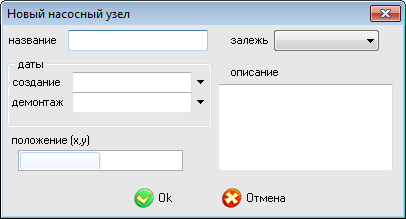 Новый насосный узел
название
залежь
даты
создание
демонтаж
описание
положение (x,y)
Ok
Отмена